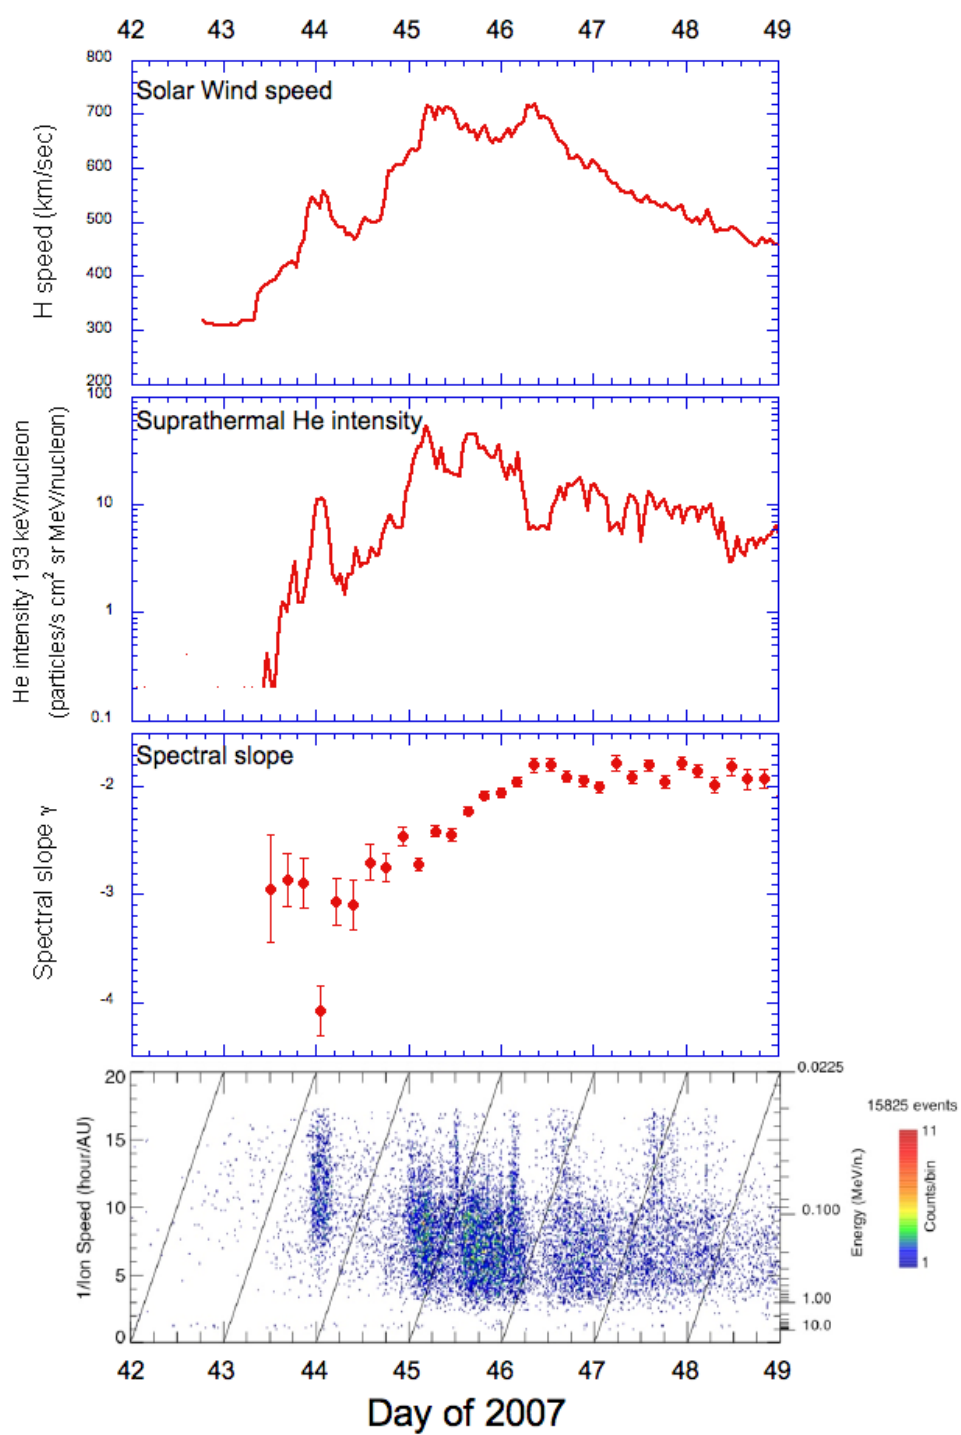 42 43 44 45 46 47 48 49
800
Solar Wind speed
700
600
500
400
300
200
H speed (km/sec)
100
Suprathermal He intensity
10
1
0.1
He intensity 193 keV/nucleon
(particles/s cm² sr MeV/nucleon)
Spectral slope
-2
-3
-4
Spectral slope γ
20
15
10
5
0
1/Ion Speed (hour/AU)
0.0225
0.100
1.00
10.0
Energy (MeV/n.)
15825 events
11
1
Counts/bin
42 43 44 45 46 47 48 49
Day of 2007